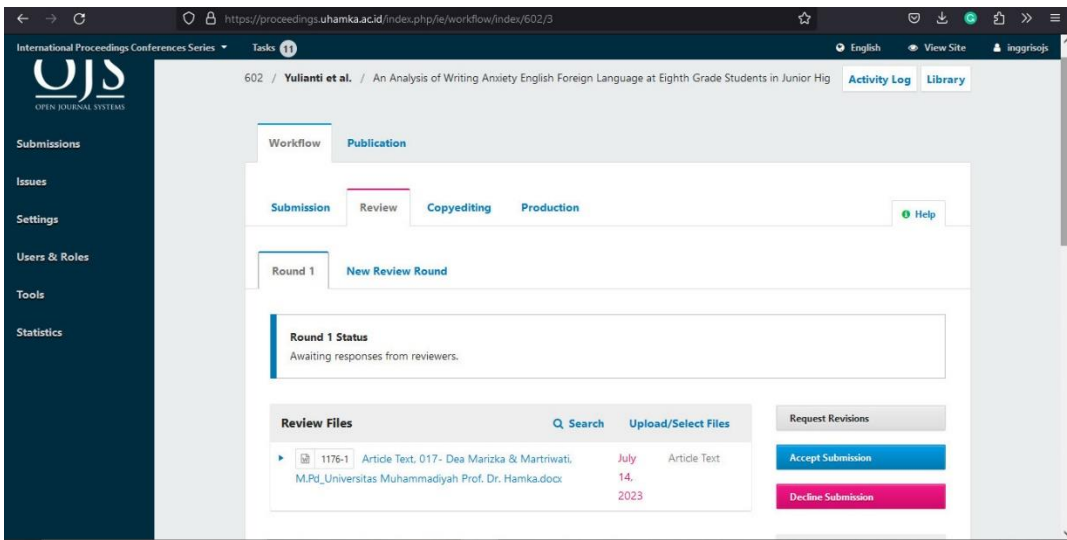 https://proceedings.uhamka.ac.id/index.php/ie/workflow/index/602/3
International Proceedings Conferences Series
Tasks 11
English
View Site
inggrisojs
OJS
OPEN JOURNAL SYSTEMS
602 / Yulianti et al. / An Analysis of Writing Anxiety English Foreign Language at Eighth Grade Students in Junior Hig
Activity Log
Library
Submissions
Issues
Settings
Users & Roles
Tools
Statistics
Workflow
Publication
Submission
Review
Copyediting
Production
Help
Round 1
New Review Round
Round 1 Status
Awaiting responses from reviewers.
Review Files
Search
Upload/Select Files
1176-1 Article Text, 017- Dea Marizka & Martriwati,
M.Pd_Universitas Muhammadiyah Prof. Dr. Hamka.docx
July
14,
2023
Article Text
Request Revisions
Accept Submission
Decline Submission